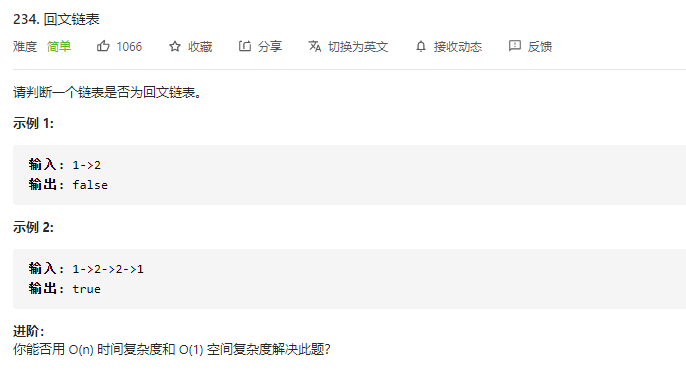 234. 回文链表
难度 简单 1066 收藏 分享 切换为英文 接收动态 反馈
请判断一个链表是否为回文链表。
示例 1:
输入: 1->2
输出: false
示例 2:
输入: 1->2->2->1
输出: true
进阶：
你能否用 O(n) 时间复杂度和 O(1) 空间复杂度解决此题？